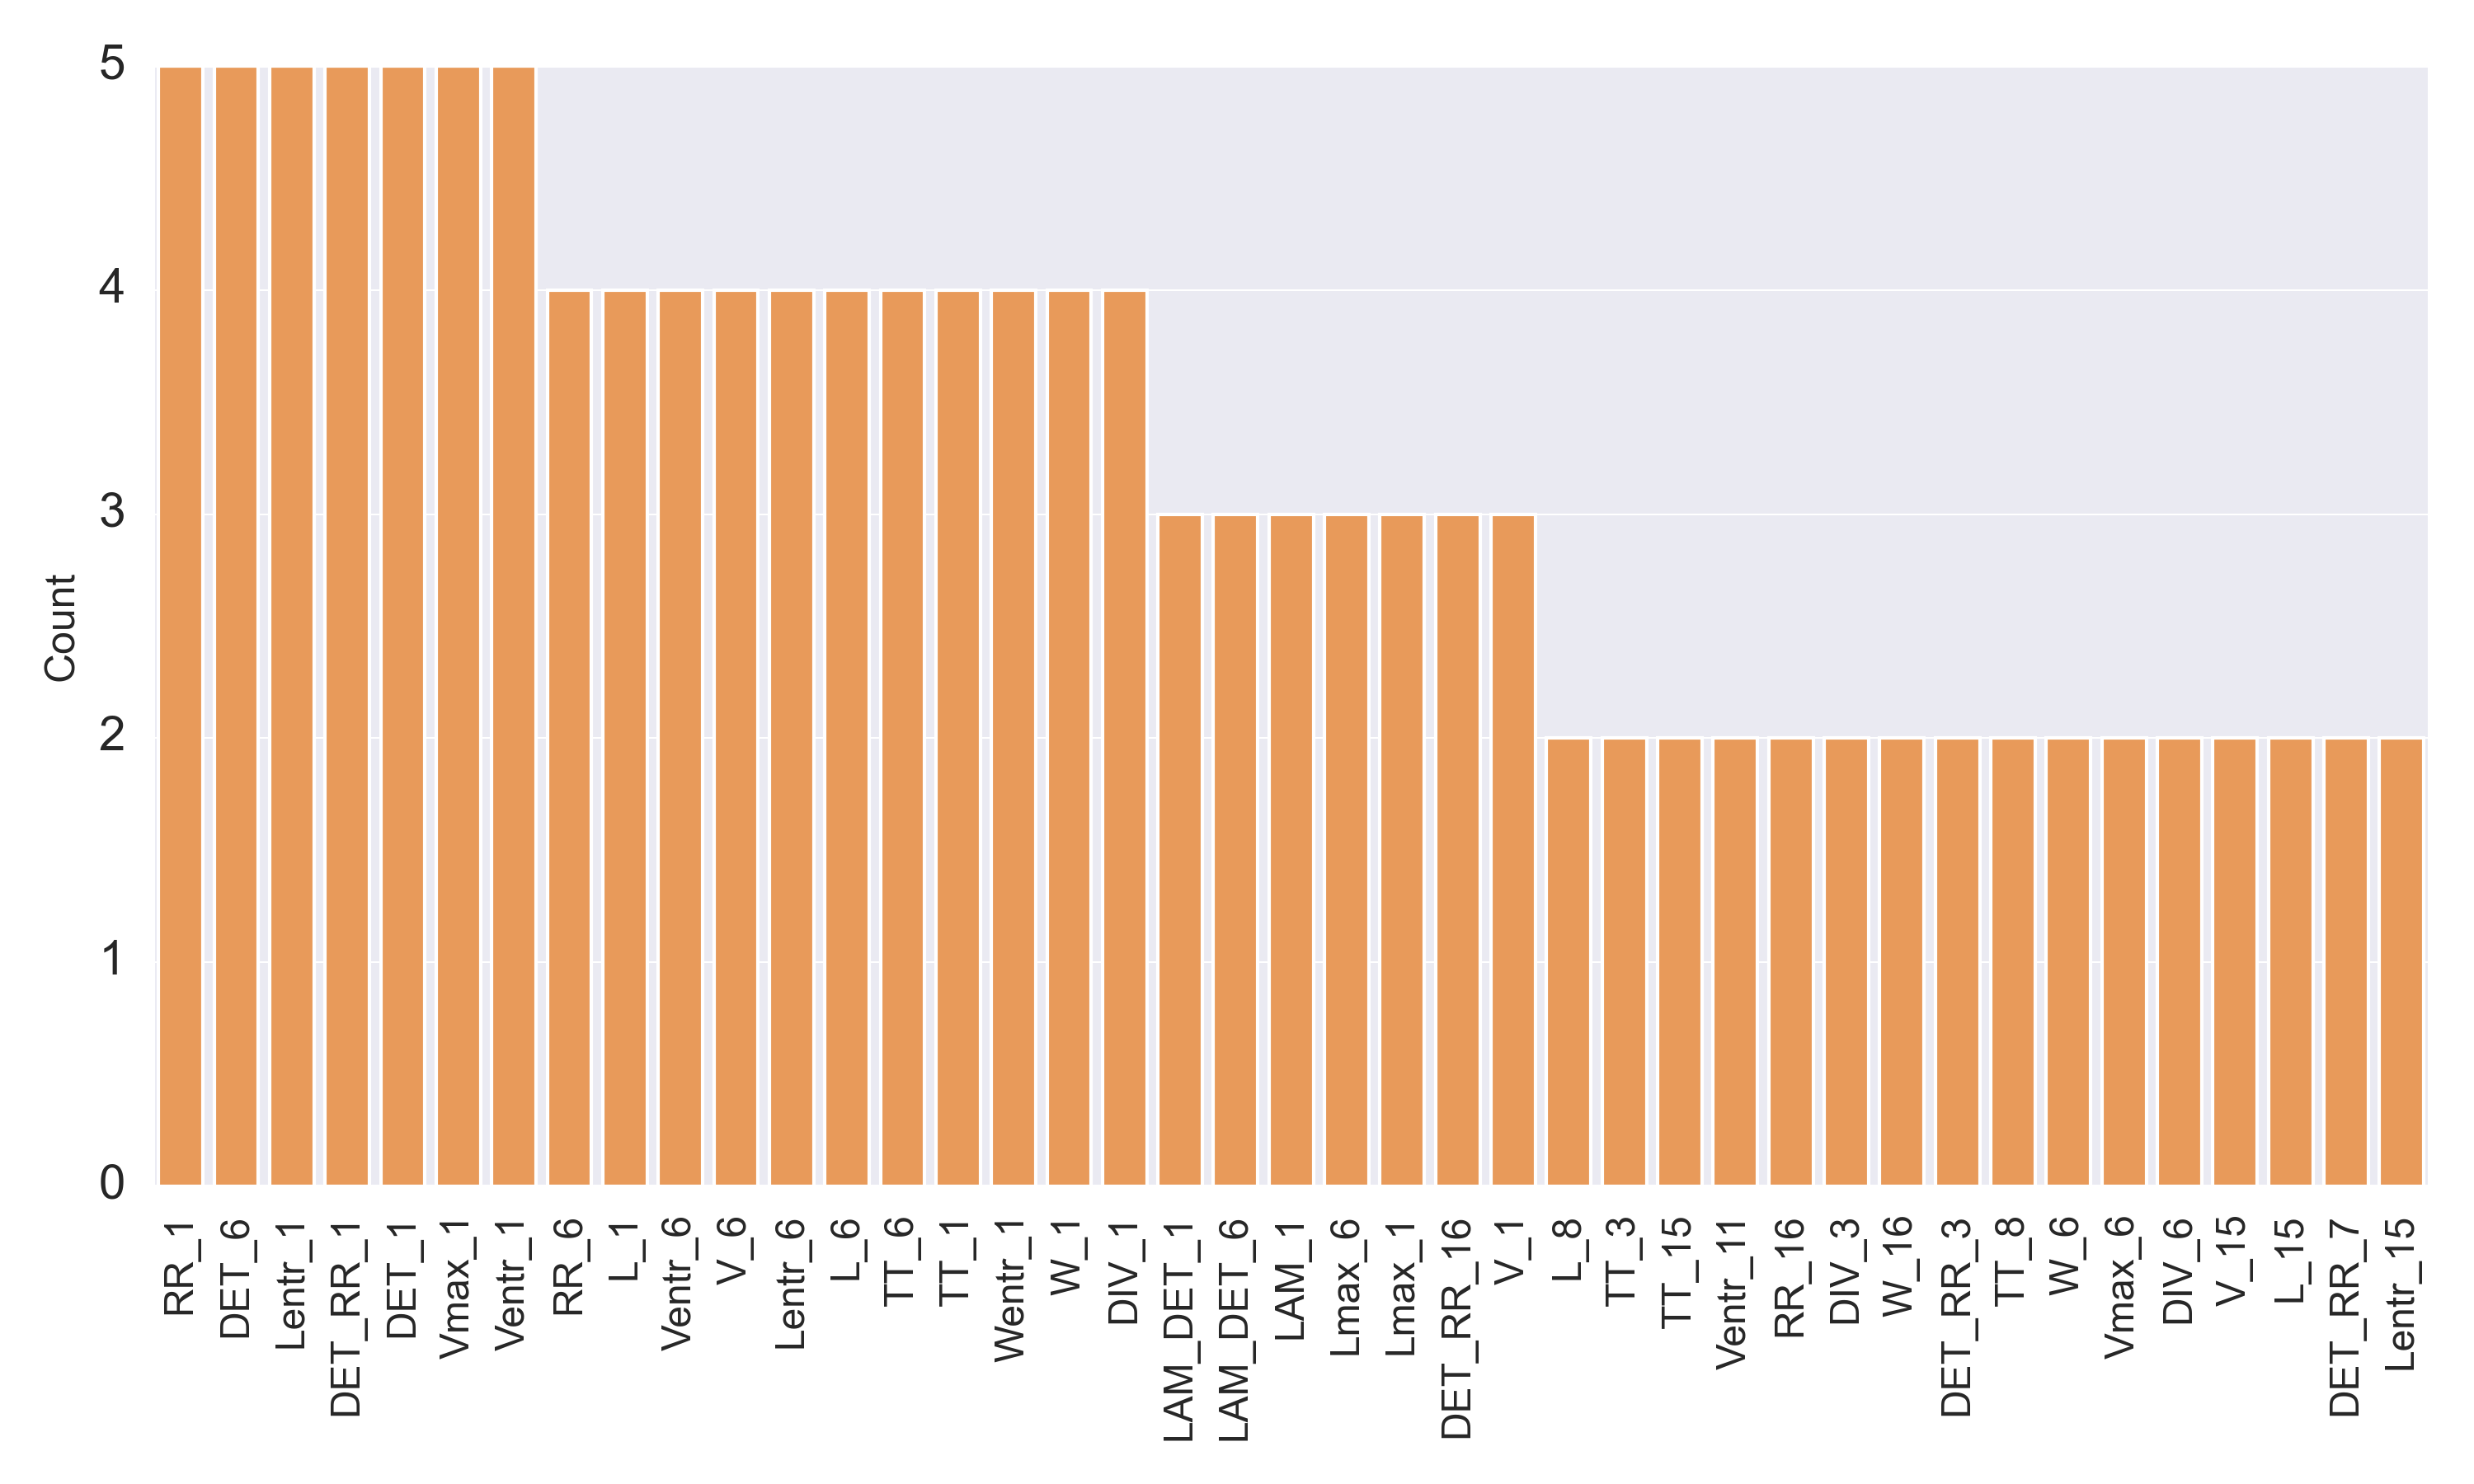 5
4
3
2
1
0
Count
RR_1
DET_6
Lentr_1
DET_RR_1
DET_1
Vmax_1
Ventr_1
RR_6
L_1
Ventr_6
V_6
Lentr_6
L_6
TT_6
TT_1
Wentr_1
W_1
DIV_1
LAM_DET_1
LAM_DET_6
LAM_1
Lmax_6
Lmax_1
DET_RR_16
V_1
L_8
TT_3
TT_15
Ventr_11
RR_16
DIV_3
W_16
DET_RR_3
TT_8
W_6
Vmax_6
DIV_6
V_15
L_15
DET_RR_7
Lentr_15